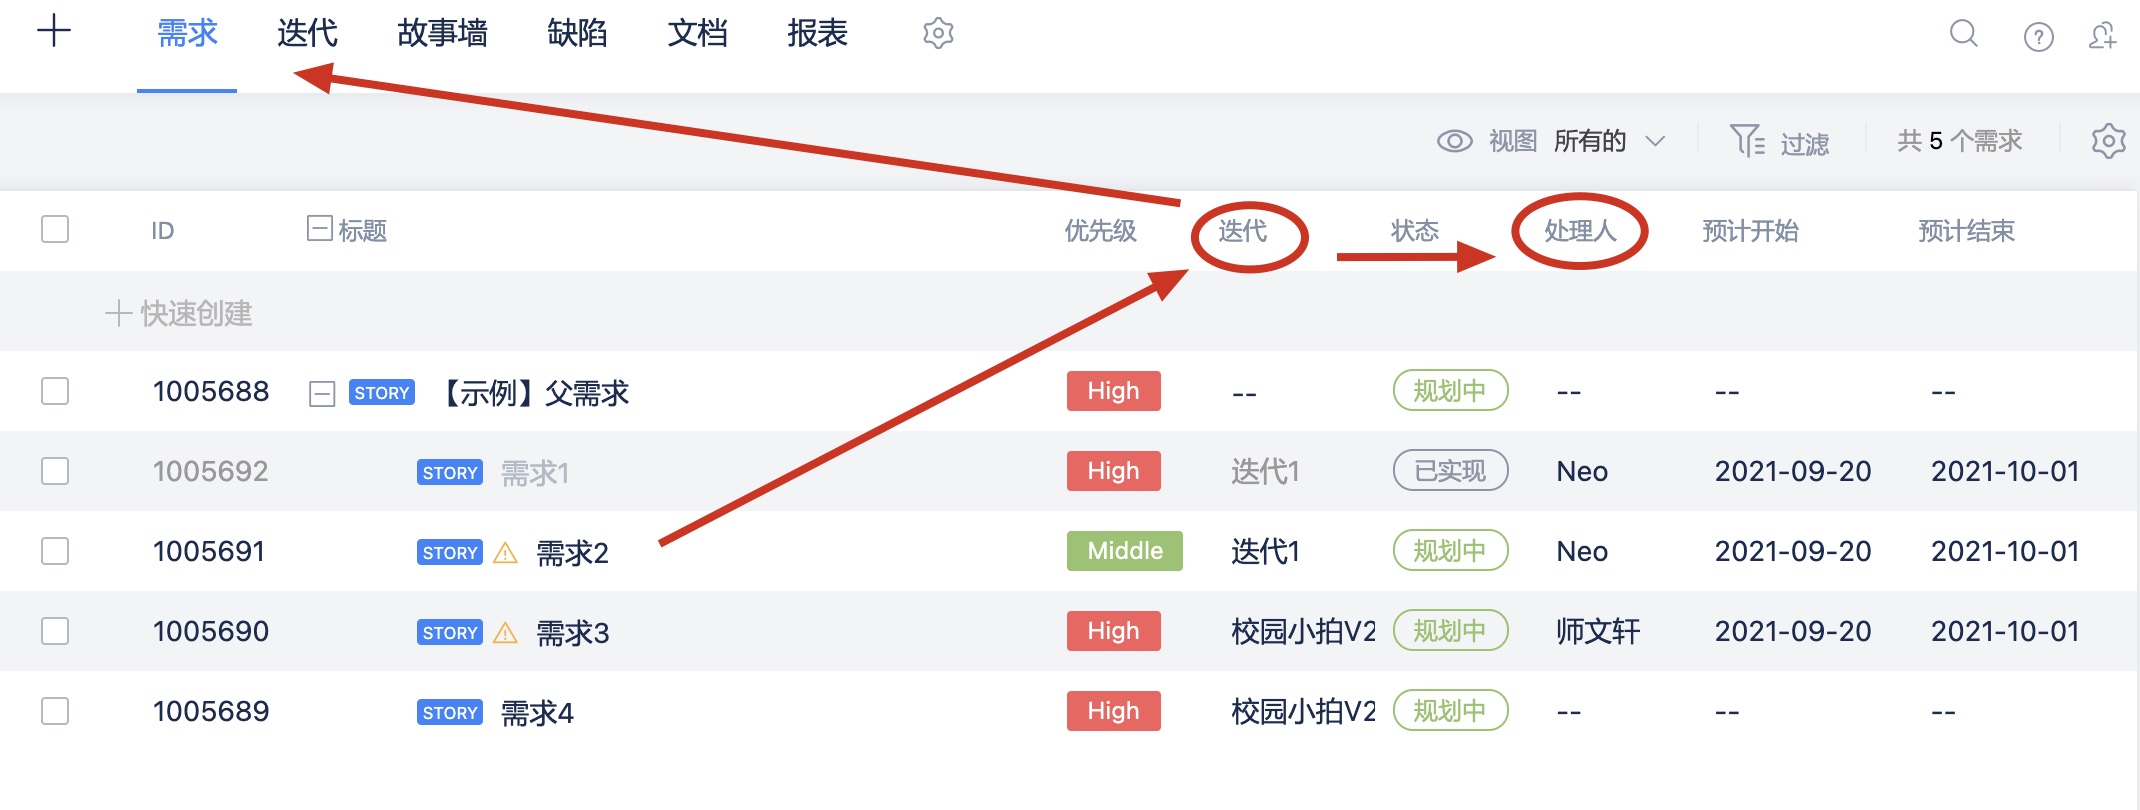 需求 迭代 故事墙 缺陷 文档 报表
视图 所有的 过滤 共 5 个需求
ID 标题 优先级 迭代 状态 处理人 预计开始 预计结束
快速创建
1005688 STORY 【示例】父需求 High -- 规划中 -- -- --
1005692 STORY 需求1 High 迭代1 已实现 Neo 2021-09-20 2021-10-01
1005691 STORY 需求2 Middle 迭代1 规划中 Neo 2021-09-20 2021-10-01
1005690 STORY 需求3 High 校园小拍V2 规划中 师文轩 2021-09-20 2021-10-01
1005689 STORY 需求4 High 校园小拍V2 规划中 -- -- --